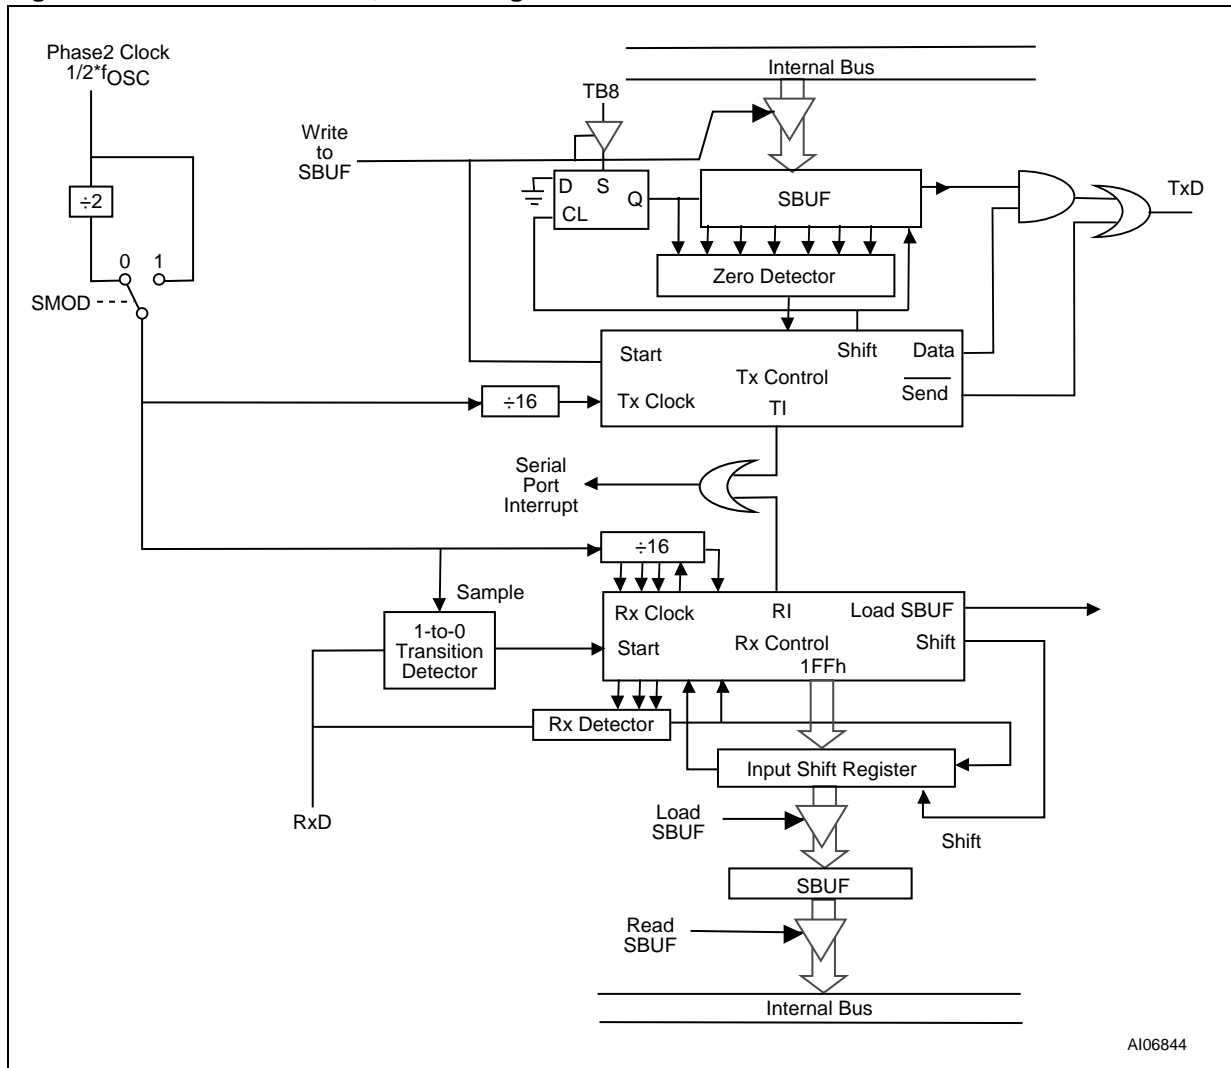 Phase2 Clock
1/2*fOSC
Internal Bus
TB8
Write
to
SBUF
D S
Q
CL
SBUF
TxD
÷2
Zero Detector
0 1
SMOD
Start
Shift
Data
Tx Control
Send
÷16
Tx Clock
TI
Serial
Port
Interrupt
÷16
Sample
Rx Clock
RI
Load SBUF
1-to-0
Transition
Detector
Start
Rx Control
Shift
1FFh
Rx Detector
Input Shift Register
RxD
Load
SBUF
Shift
SBUF
Read
SBUF
Internal Bus
AI06844